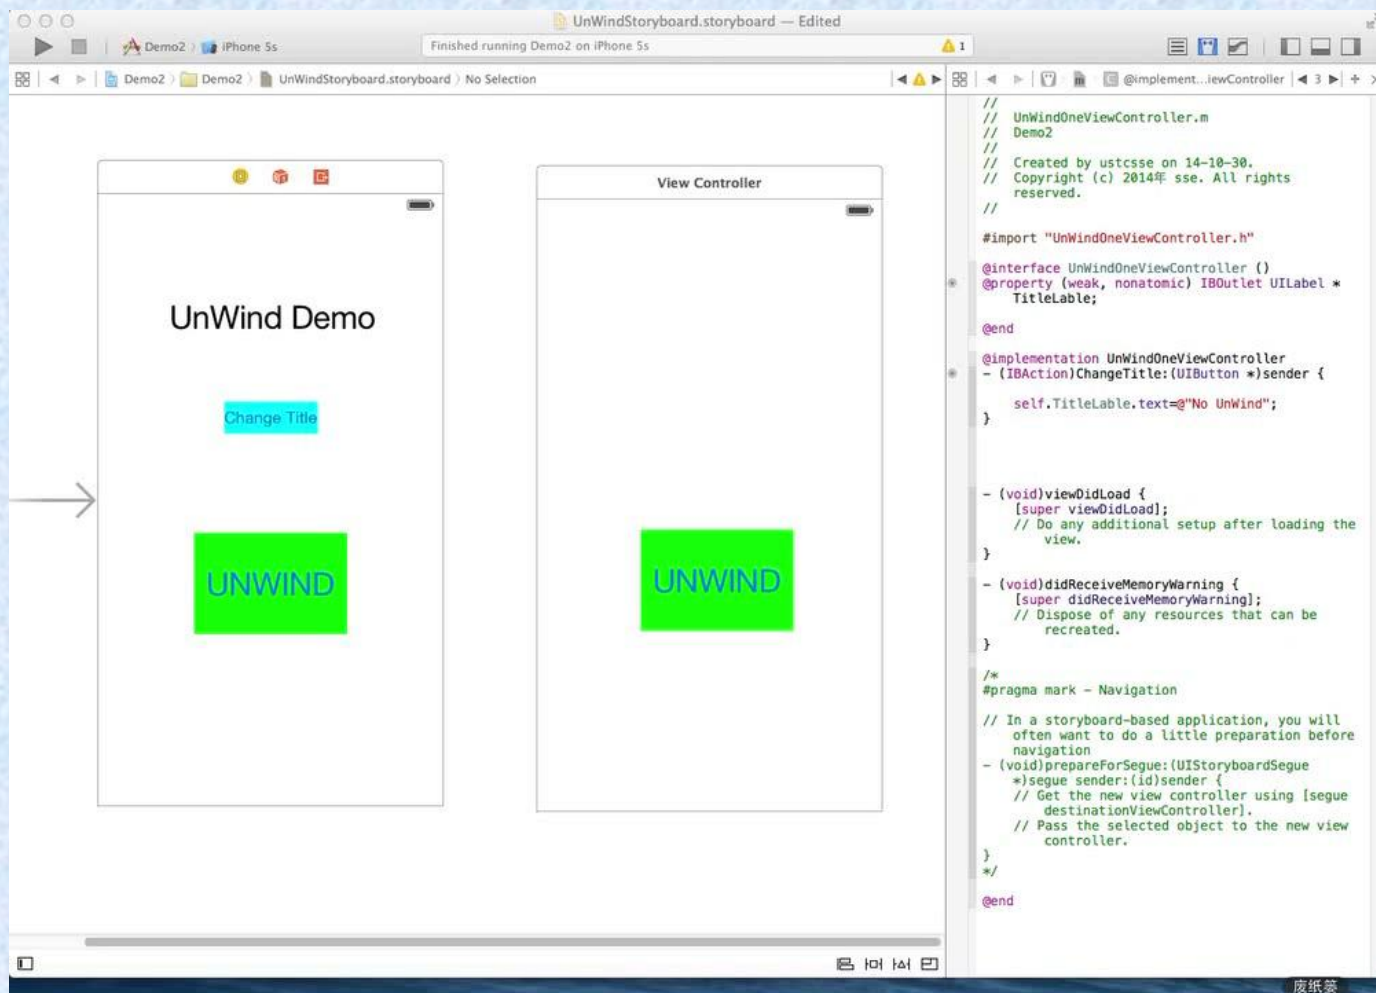 UnWindStoryboard.storyboard — Edited
Demo2 〉 iPhone 5s
Finished running Demo2 on iPhone 5s
1
Demo2 〉 Demo2 〉 UnWindStoryboard.storyboard 〉 No Selection
@implement...iewController
3
View Controller
UnWind Demo
Change Title
UNWIND
UNWIND
//
//  UnWindOneViewController.m
//  Demo2
//
//  Created by ustcsse on 14-10-30.
//  Copyright (c) 2014年 sse. All rights
reserved.
//
#import "UnWindOneViewController.h"
@interface UnWindOneViewController ()
@property (weak, nonatomic) IBOutlet UILabel *
TitleLable;
@end
@implementation UnWindOneViewController
- (IBAction)ChangeTitle:(UIButton *)sender {
self.TitleLable.text=@"No UnWind";
}
- (void)viewDidLoad {
[super viewDidLoad];
// Do any additional setup after loading the
view.
}
- (void)didReceiveMemoryWarning {
[super didReceiveMemoryWarning];
// Dispose of any resources that can be
recreated.
}
/*
#pragma mark - Navigation
// In a storyboard-based application, you will
often want to do a little preparation before
navigation
- (void)prepareForSegue:(UIStoryboardSegue
*)segue sender:(id)sender {
// Get the new view controller using [segue
destinationViewController].
// Pass the selected object to the new view
controller.
}
*/
@end
废纸篓